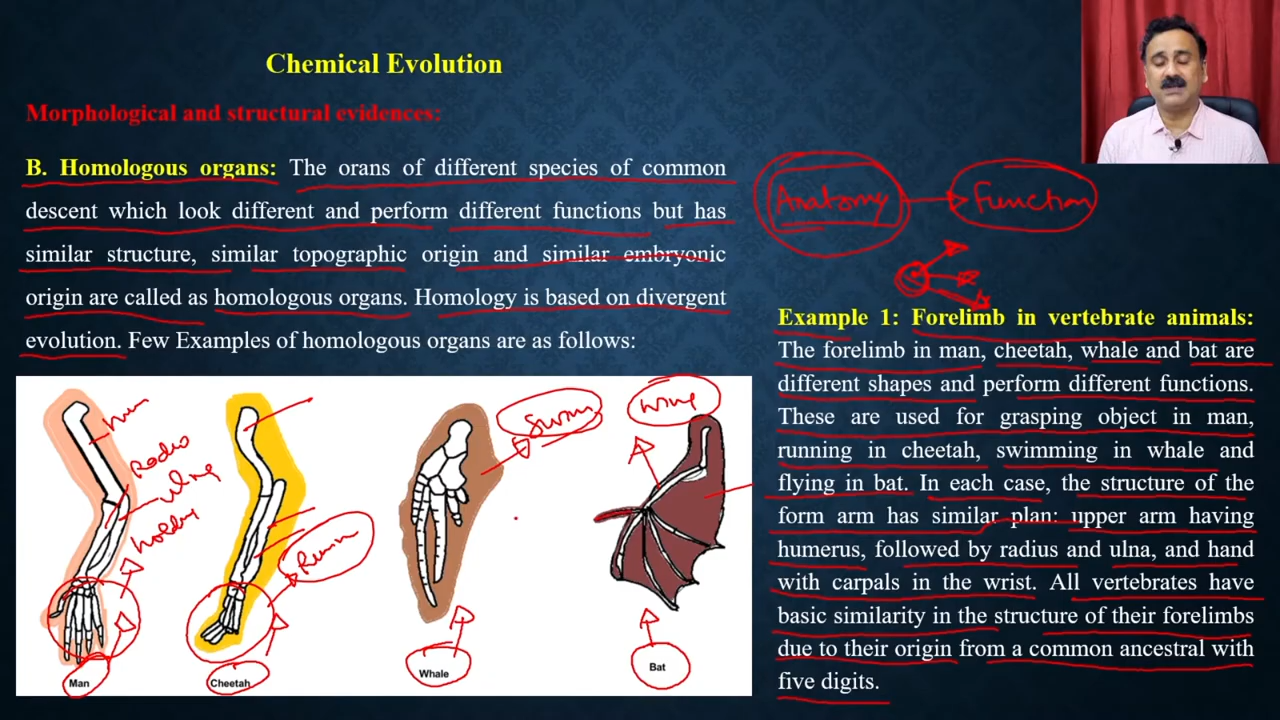 Chemical Evolution
Morphological and structural evidences:
B. Homologous organs: The orans of different species of common
descent which look different and perform different functions but has
similar structure, similar topographic origin and similar embryonic
origin are called as homologous organs. Homology is based on divergent
evolution. Few Examples of homologous organs are as follows:
Anatomy
Function
Example 1: Forelimb in vertebrate animals:
The forelimb in man, cheetah, whale and bat are
different shapes and perform different functions.
These are used for grasping object in man,
running in cheetah, swimming in whale and
flying in bat. In each case, the structure of the
form arm has similar plan: upper arm having
humerus, followed by radius and ulna, and hand
with carpals in the wrist. All vertebrates have
basic similarity in the structure of their forelimbs
due to their origin from a common ancestral with
five digits.
Man
Cheetah
Whale
Bat